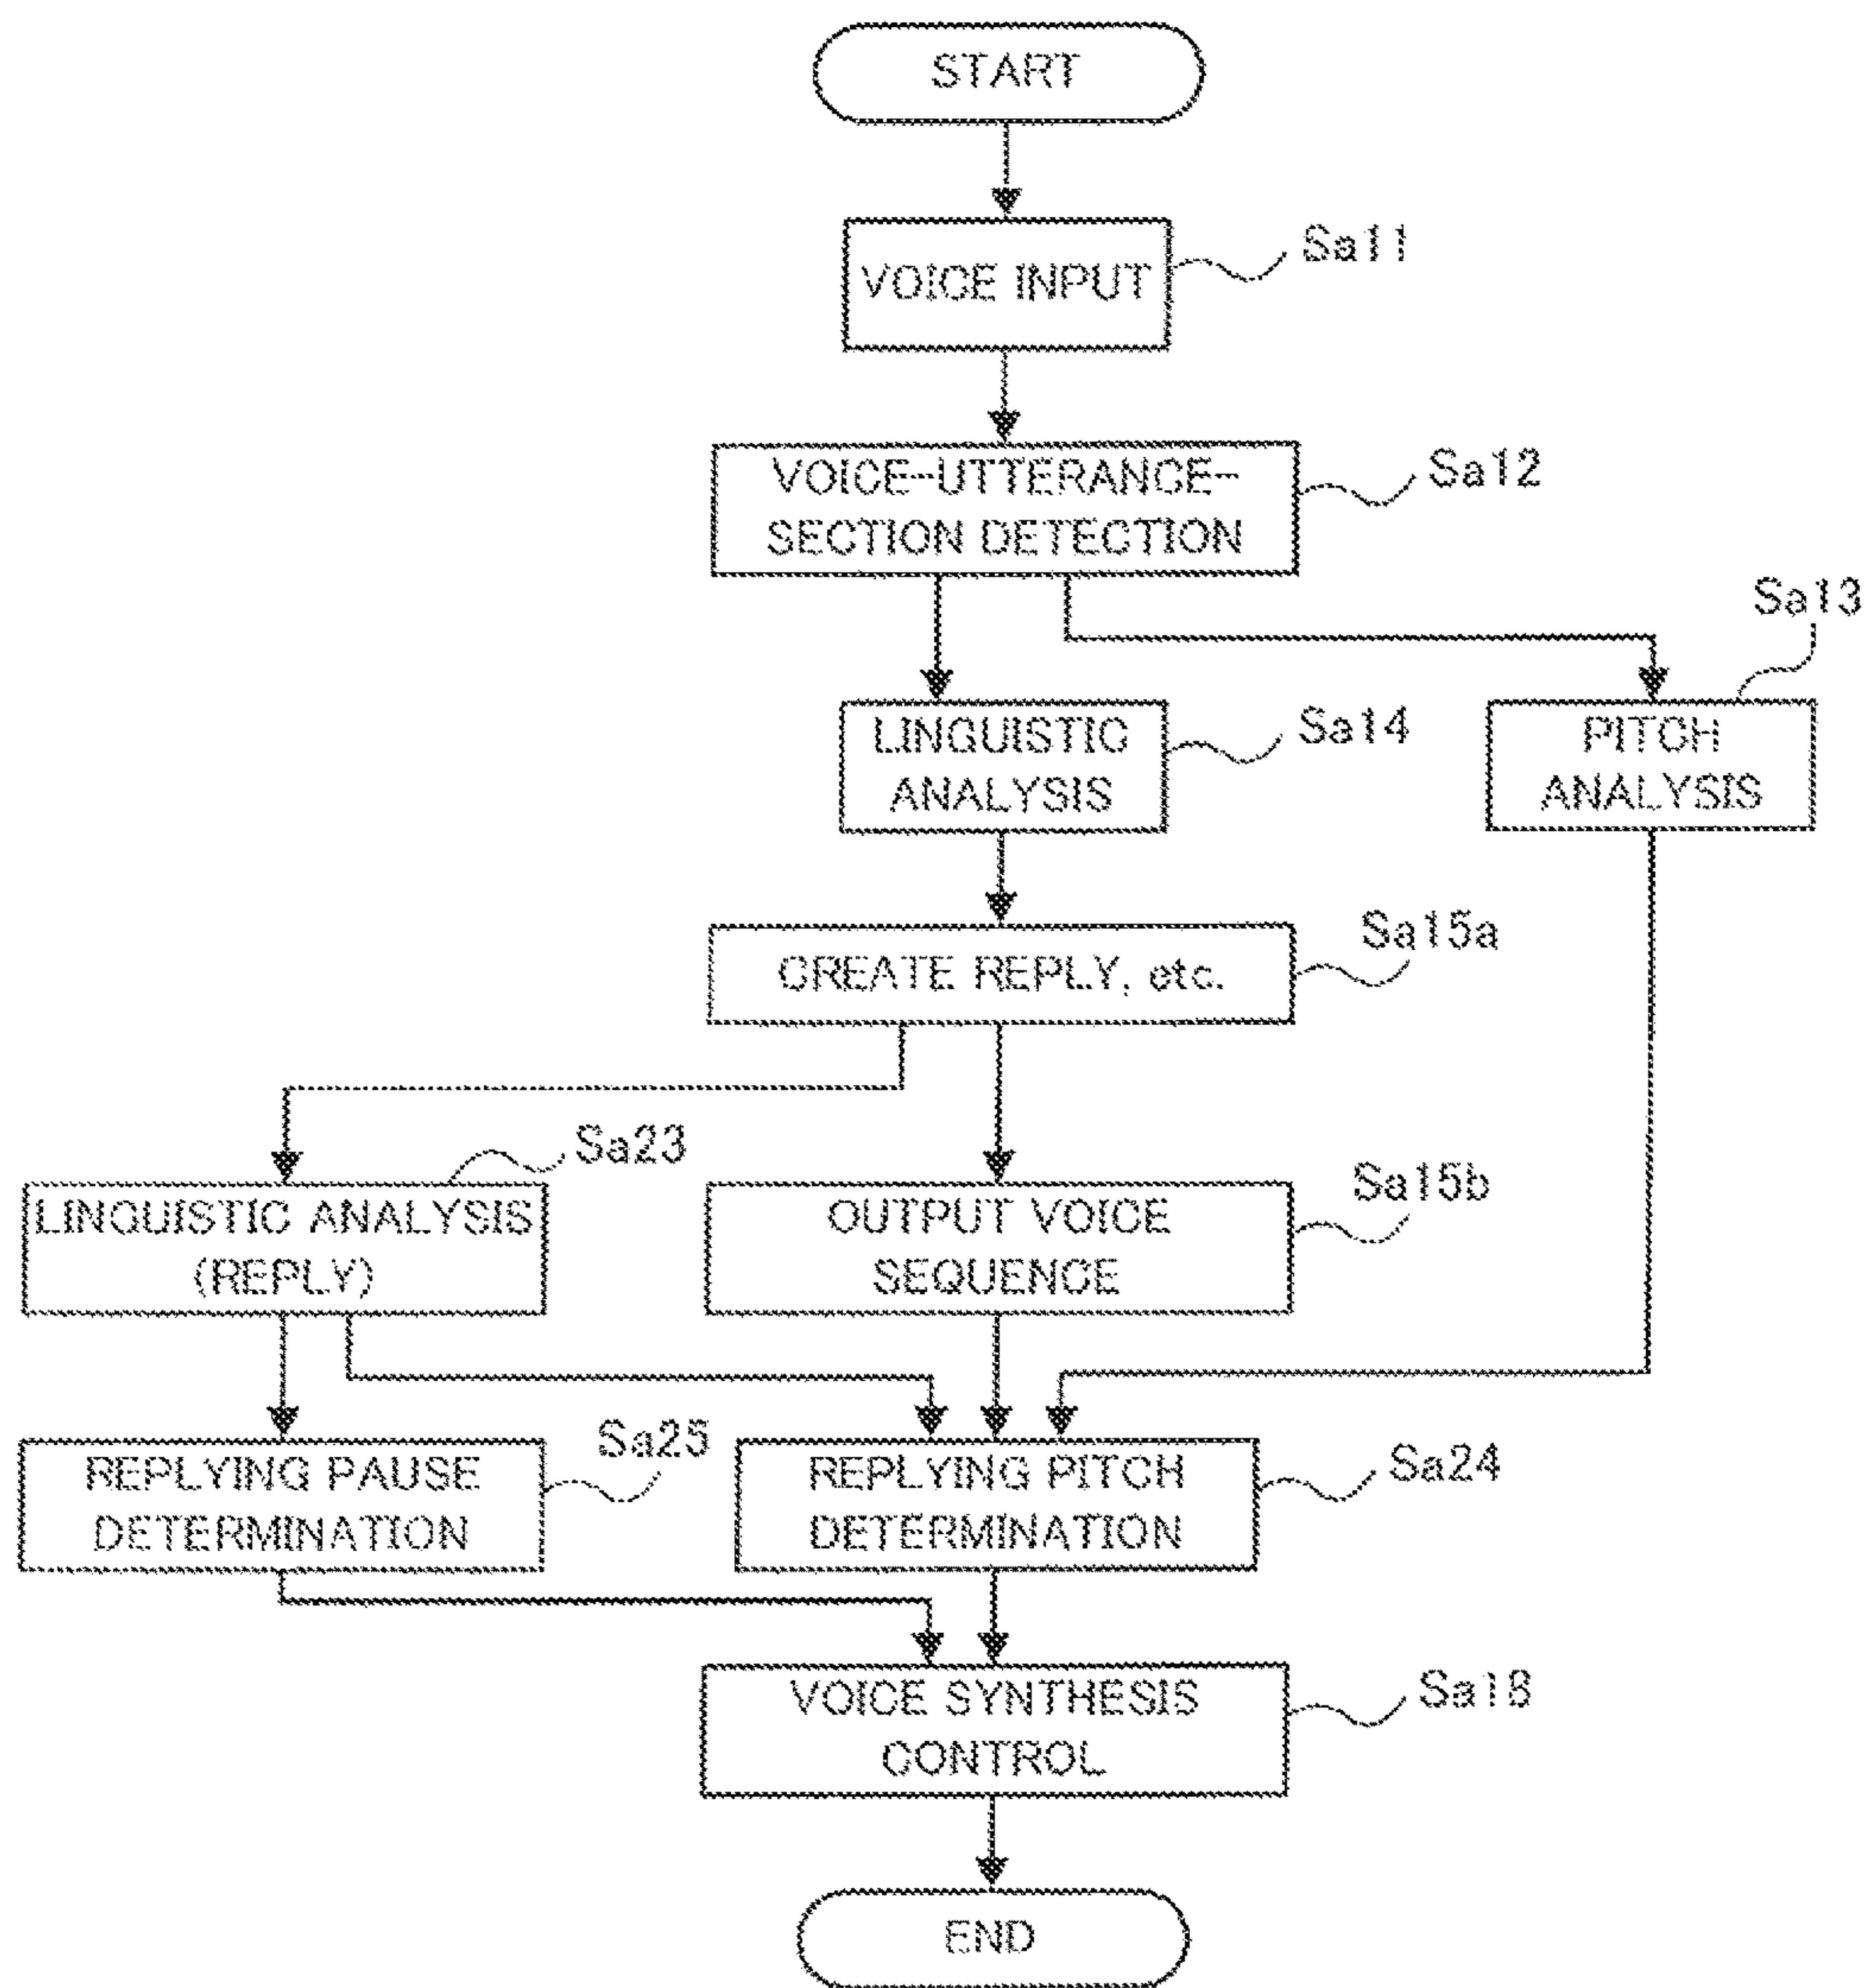 START
VOICE INPUT
Sa11
VOICE-UTTERANCE-
SECTION DETECTION
Sa12
Sa13
LINGUISTIC
ANALYSIS
Sa14
PITCH
ANALYSIS
CREATE REPLY, etc.
Sa15a
Sa23
LINGUISTIC ANALYSIS
(REPLY)
OUTPUT VOICE
SEQUENCE
Sa15b
REPLYING PAUSE
DETERMINATION
Sa25
REPLYING PITCH
DETERMINATION
Sa24
VOICE SYNTHESIS
CONTROL
Sa18
END